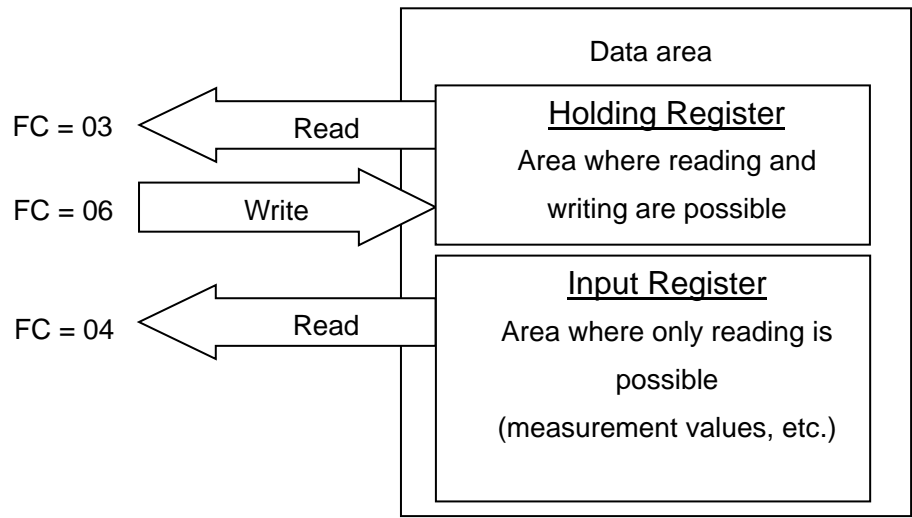 Data area
FC = 03
Read
Holding Register
Area where reading and
writing are possible
FC = 06
Write
Input Register
FC = 04
Read
Area where only reading is
possible
(measurement values, etc.)